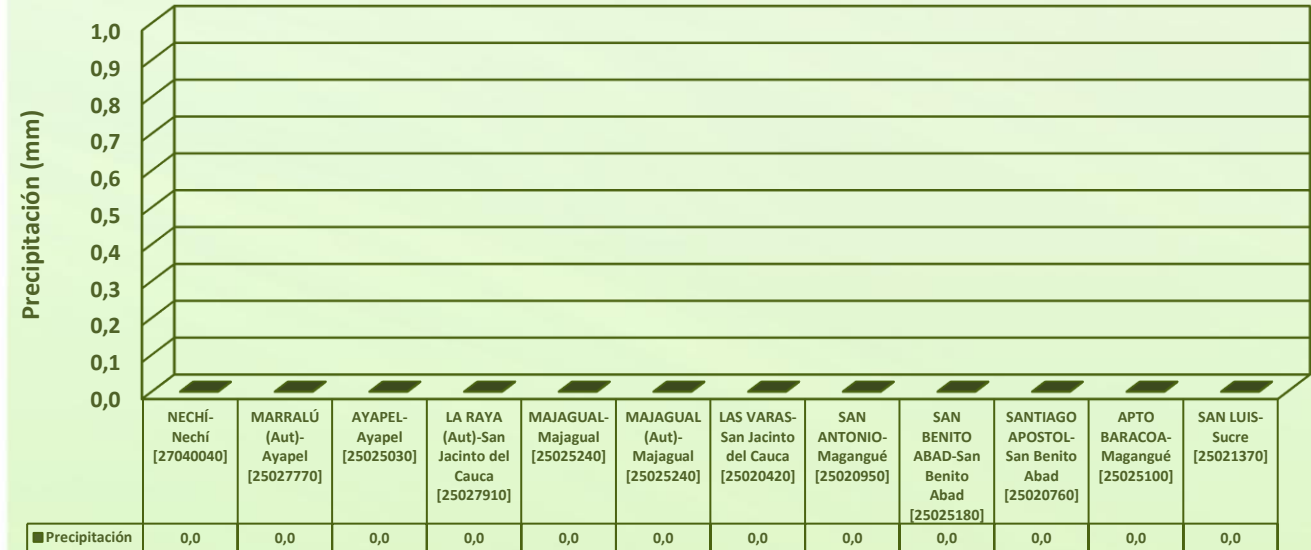 Precipitación (mm)
1,0
0,9
0,8
0,7
0,6
0,5
0,4
0,3
0,2
0,1
0,0
NECHÍ-
Nechí
[27040040]
MARRALÚ
(Aut)-
Ayapel
[25027770]
AYAPEL-
Ayapel
[25025030]
LA RAYA
(Aut)-San
Jacinto del
Cauca
[25027910]
MAJAGUAL-
Majagual
[25025240]
MAJAGUAL
(Aut)-
Majagual
[25025240]
LAS VARAS-
San Jacinto
del Cauca
[25020420]
SAN
ANTONIO-
Magangué
[25020950]
SAN
BENITO
ABAD-San
Benito
Abad
[25025180]
SANTIAGO
APOSTOL-
San Benito
Abad
[25020760]
APTO
BARACOA-
Magangué
[25025100]
SAN LUIS-
Sucre
[25021370]
Precipitación 0,0 0,0 0,0 0,0 0,0 0,0 0,0 0,0 0,0 0,0 0,0 0,0